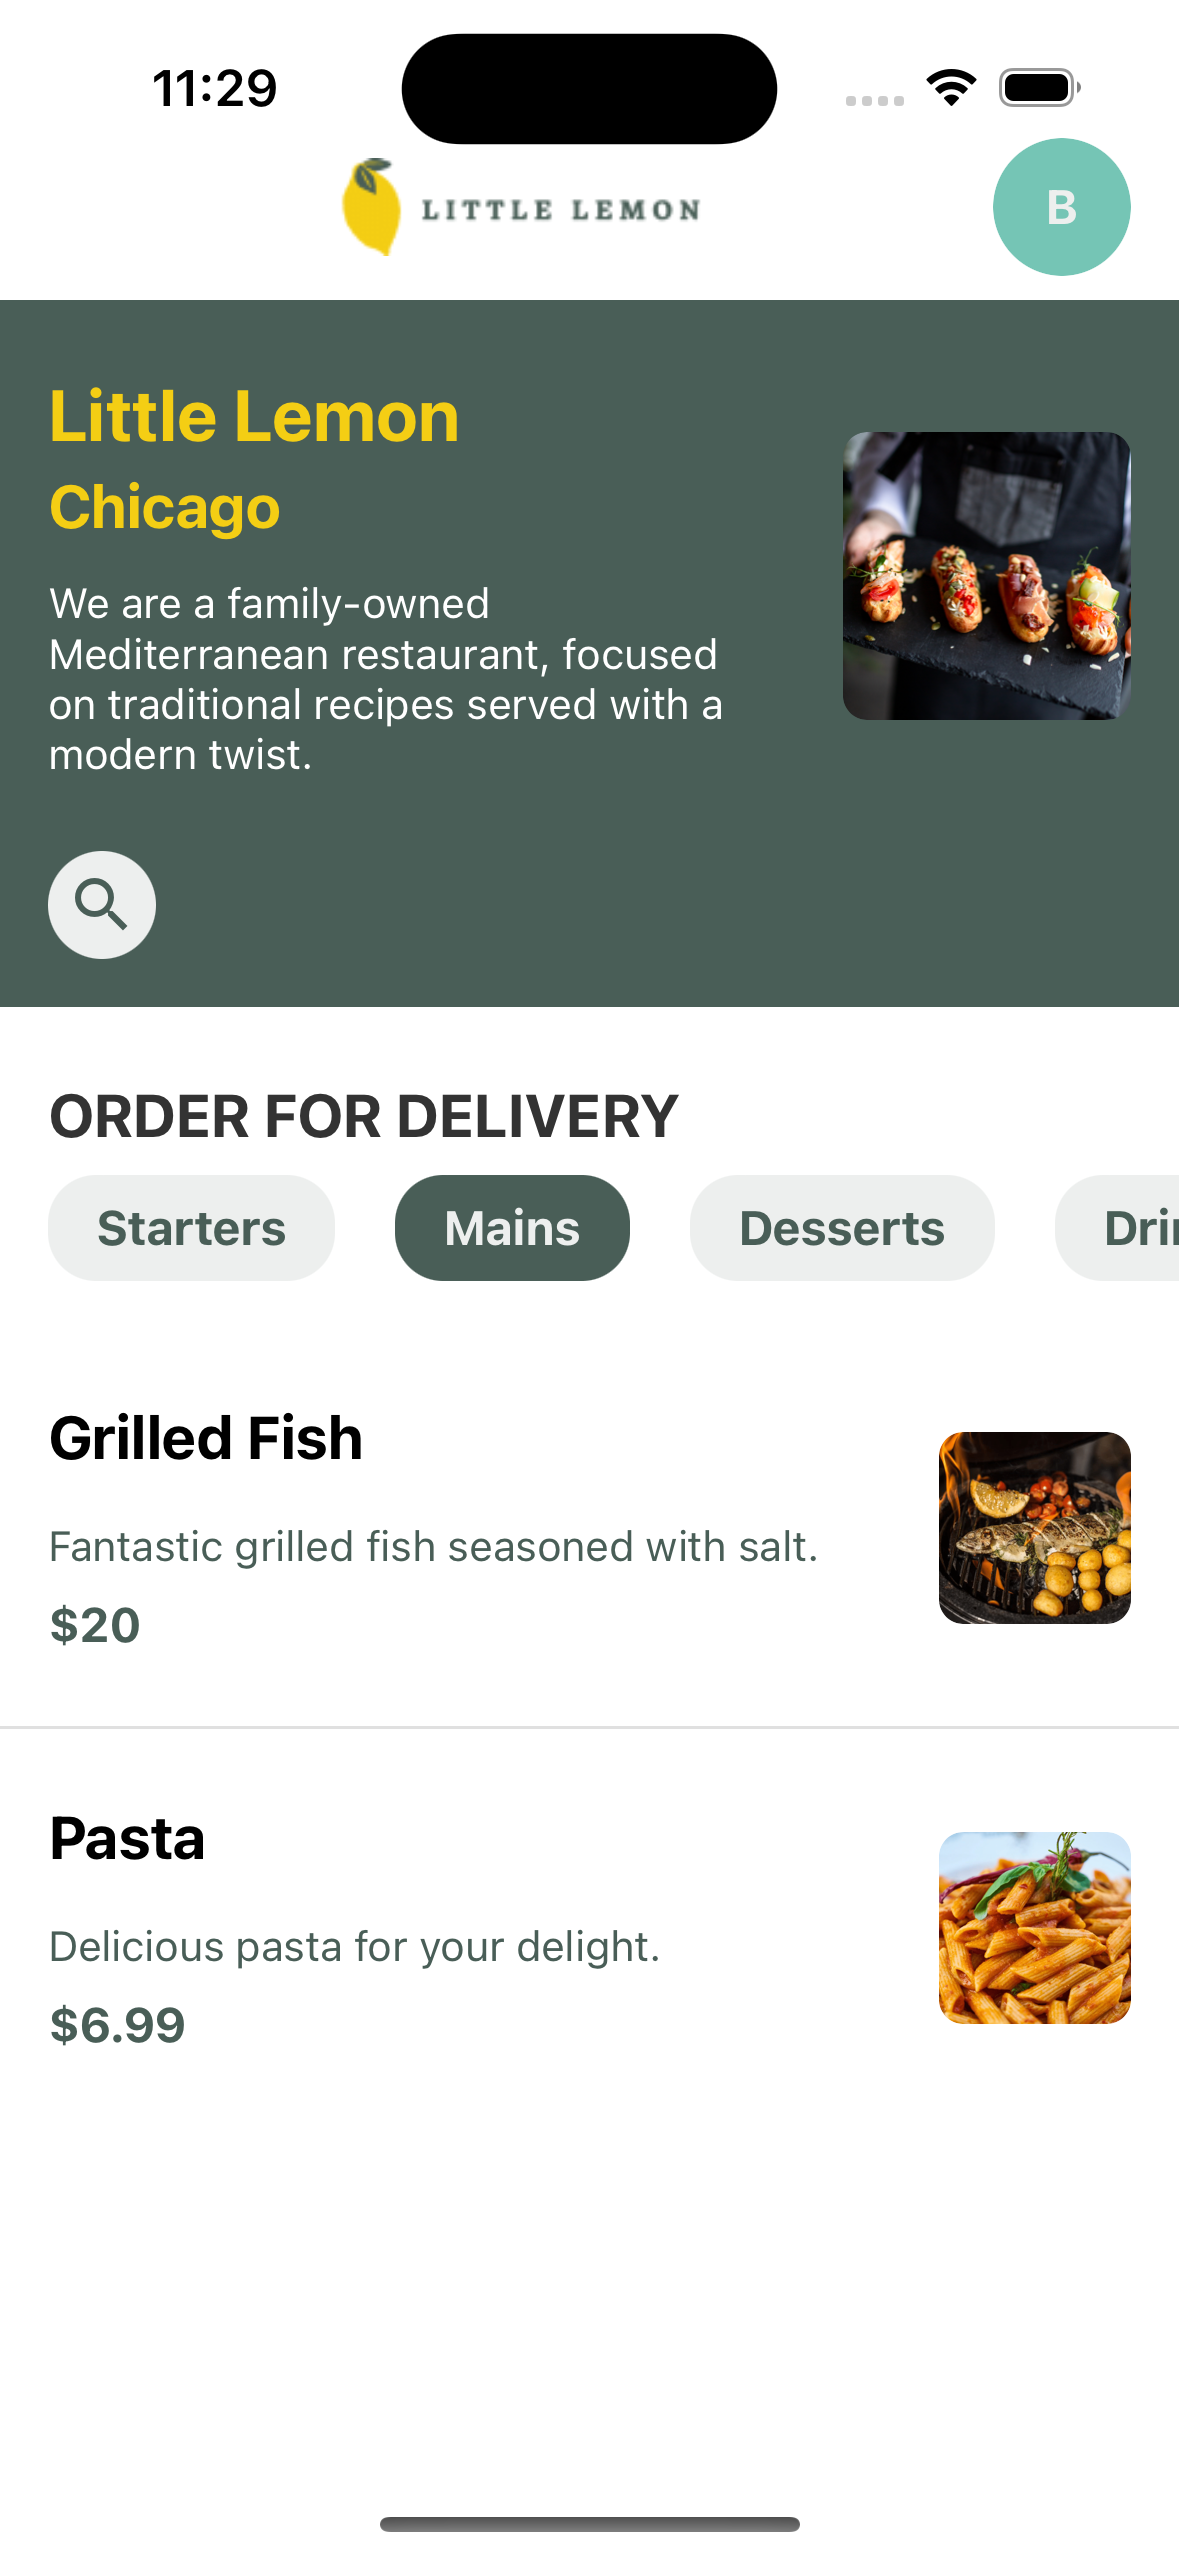 11:29
LITTLE LEMON
B
Little Lemon
Chicago
We are a family-owned
Mediterranean restaurant, focused
on traditional recipes served with a
modern twist.
ORDER FOR DELIVERY
Starters Mains Desserts
Grilled Fish
Fantastic grilled fish seasoned with salt.
$20
Pasta
Delicious pasta for your delight.
$6.99